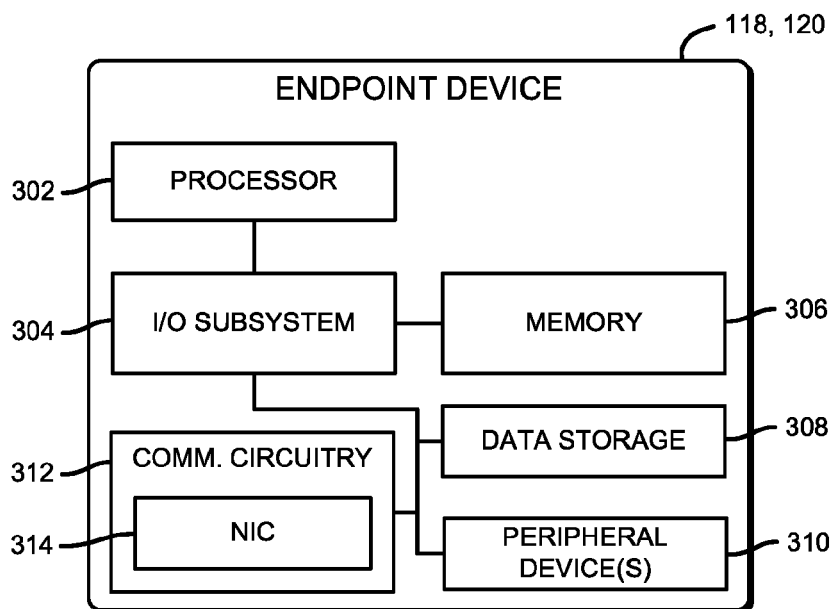 118, 120
ENDPOINT DEVICE
302
PROCESSOR
304
I/O SUBSYSTEM
MEMORY
306
DATA STORAGE
308
312
COMM. CIRCUITRY
314
NIC
PERIPHERAL
DEVICE(S)
310